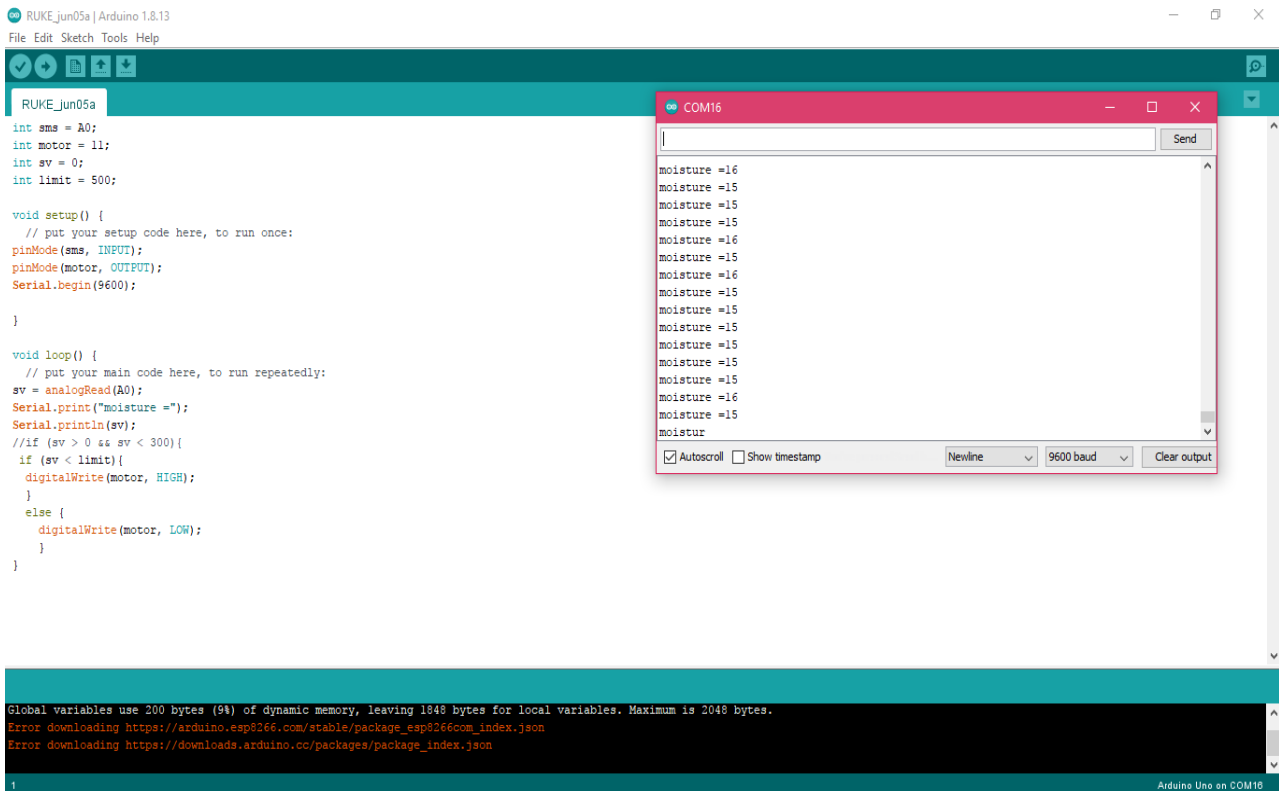 RUKE_jun05a | Arduino 1.8.13
File Edit Sketch Tools Help
RUKE_jun05a
int sms = A0;
int motor = 11;
int sv = 0;
int limit = 500;
void setup() {
// put your setup code here, to run once:
pinMode(sms, INPUT);
pinMode(motor, OUTPUT);
Serial.begin(9600);
}
void loop() {
// put your main code here, to run repeatedly:
sv = analogRead(A0);
Serial.print("moisture =");
Serial.println(sv);
//if (sv > 0 && sv < 300){
if (sv < limit){
digitalWrite(motor, HIGH);
}
else {
digitalWrite(motor, LOW);
}
}
COM16
Send
moisture =16
moisture =15
moisture =15
moisture =15
moisture =16
moisture =15
moisture =16
moisture =15
moisture =15
moisture =15
moisture =15
moisture =15
moisture =15
moisture =16
moisture =15
moistur
Autoscroll Show timestamp Newline 9600 baud Clear output
Global variables use 200 bytes (9%) of dynamic memory, leaving 1848 bytes for local variables. Maximum is 2048 bytes.
Error downloading https://arduino.esp8266.com/stable/package_esp8266com_index.json
Error downloading https://downloads.arduino.cc/packages/package_index.json
1 Arduino Uno on COM16